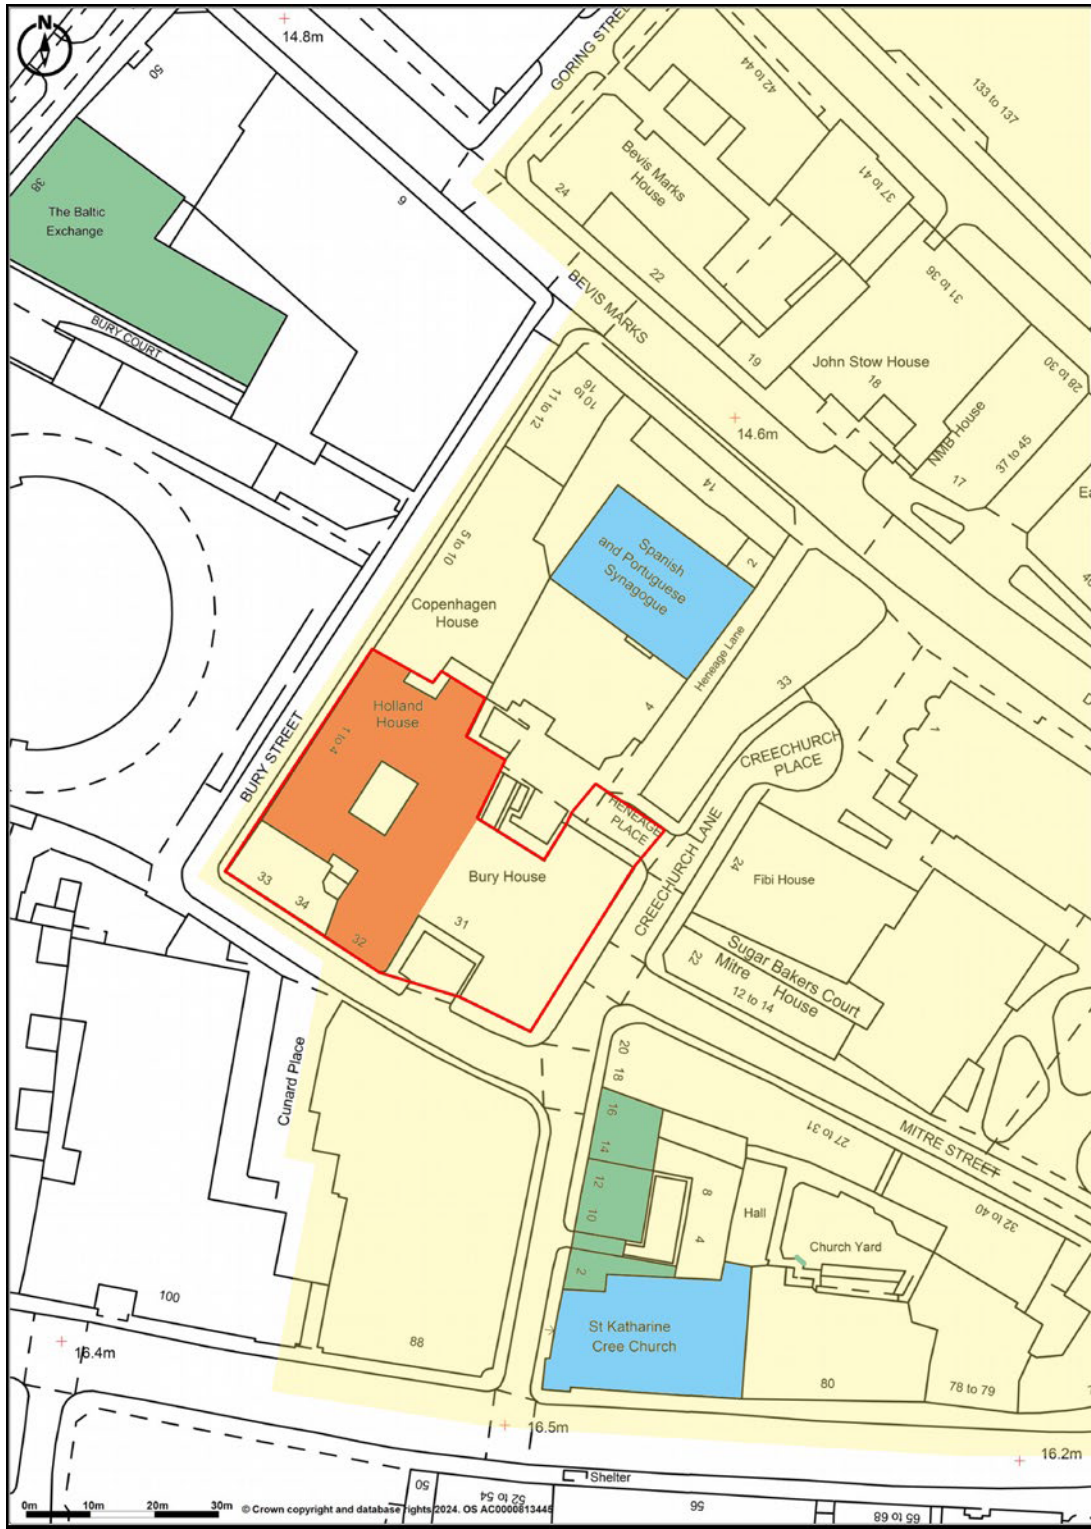 N
14.8m
GORING STREET
50
42 to 44
133 to 137
Bevis Marks
House
37 to 41
38
The Baltic
Exchange
9
24
22
31 to 36
BEVIS MARKS
BURY COURT
19
John Stow House
18
28 to 30
10 to
16
11 to 12
14.6m
NMB House
37 to 45
17
14
5 to 10
Spanish
and Portuguese
Synagogue
2
Copenhagen
House
Heneage Lane
33
4
Holland
House
1 to 4
BURY STREET
1
CREECHURCH
PLACE
HENEAGE
PLACE
CREECHURCH LANE
24
Fibi House
Bury House
33
34
32
31
22
Sugar Bakers Court
Mitre
House
12 to 14
Cunard Place
20
18
16
14
12
10
2
27 to 31
MITRE STREET
8
4
Hall
32 to 40
Church Yard
100
St Katharine
Cree Church
88
80
78 to 79
16.4m
16.5m
16.2m
Shelter
50
52 to 54
56
65 to 68
0m 10m 20m 30m
© Crown copyright and database rights 2024. OS AC0000813445